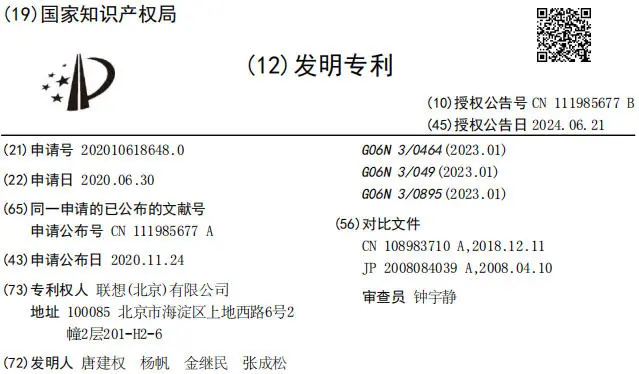 (19)国家知识产权局
(12)发明专利
(10)授权公告号 CN 111985677 B
(45)授权公告日 2024.06.21
(21)申请号 202010618648.0
(22)申请日 2020.06.30
(65)同一申请的已公布的文献号
申请公布号 CN 111985677 A
(43)申请公布日 2020.11.24
(73)专利权人 联想(北京)有限公司
地址 100085 北京市海淀区上地西路6号2
幢2层201-H2-6
(72)发明人 唐建权 杨帆 金继民 张成松
G06N 3/0464(2023.01)
G06N 3/049(2023.01)
G06N 3/0895(2023.01)
(56)对比文件
CN 108983710 A,2018.12.11
JP 2008084039 A,2008.04.10
审查员 钟宇静